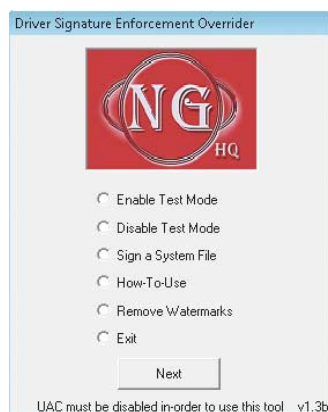 Driver Signature Enforcement Overrider
NG
HQ
Enable Test Mode
Disable Test Mode
Sign a System File
How-To-Use
Remove Watermarks
Exit
Next
UAC must be disabled in-order to use this tool v1.3b